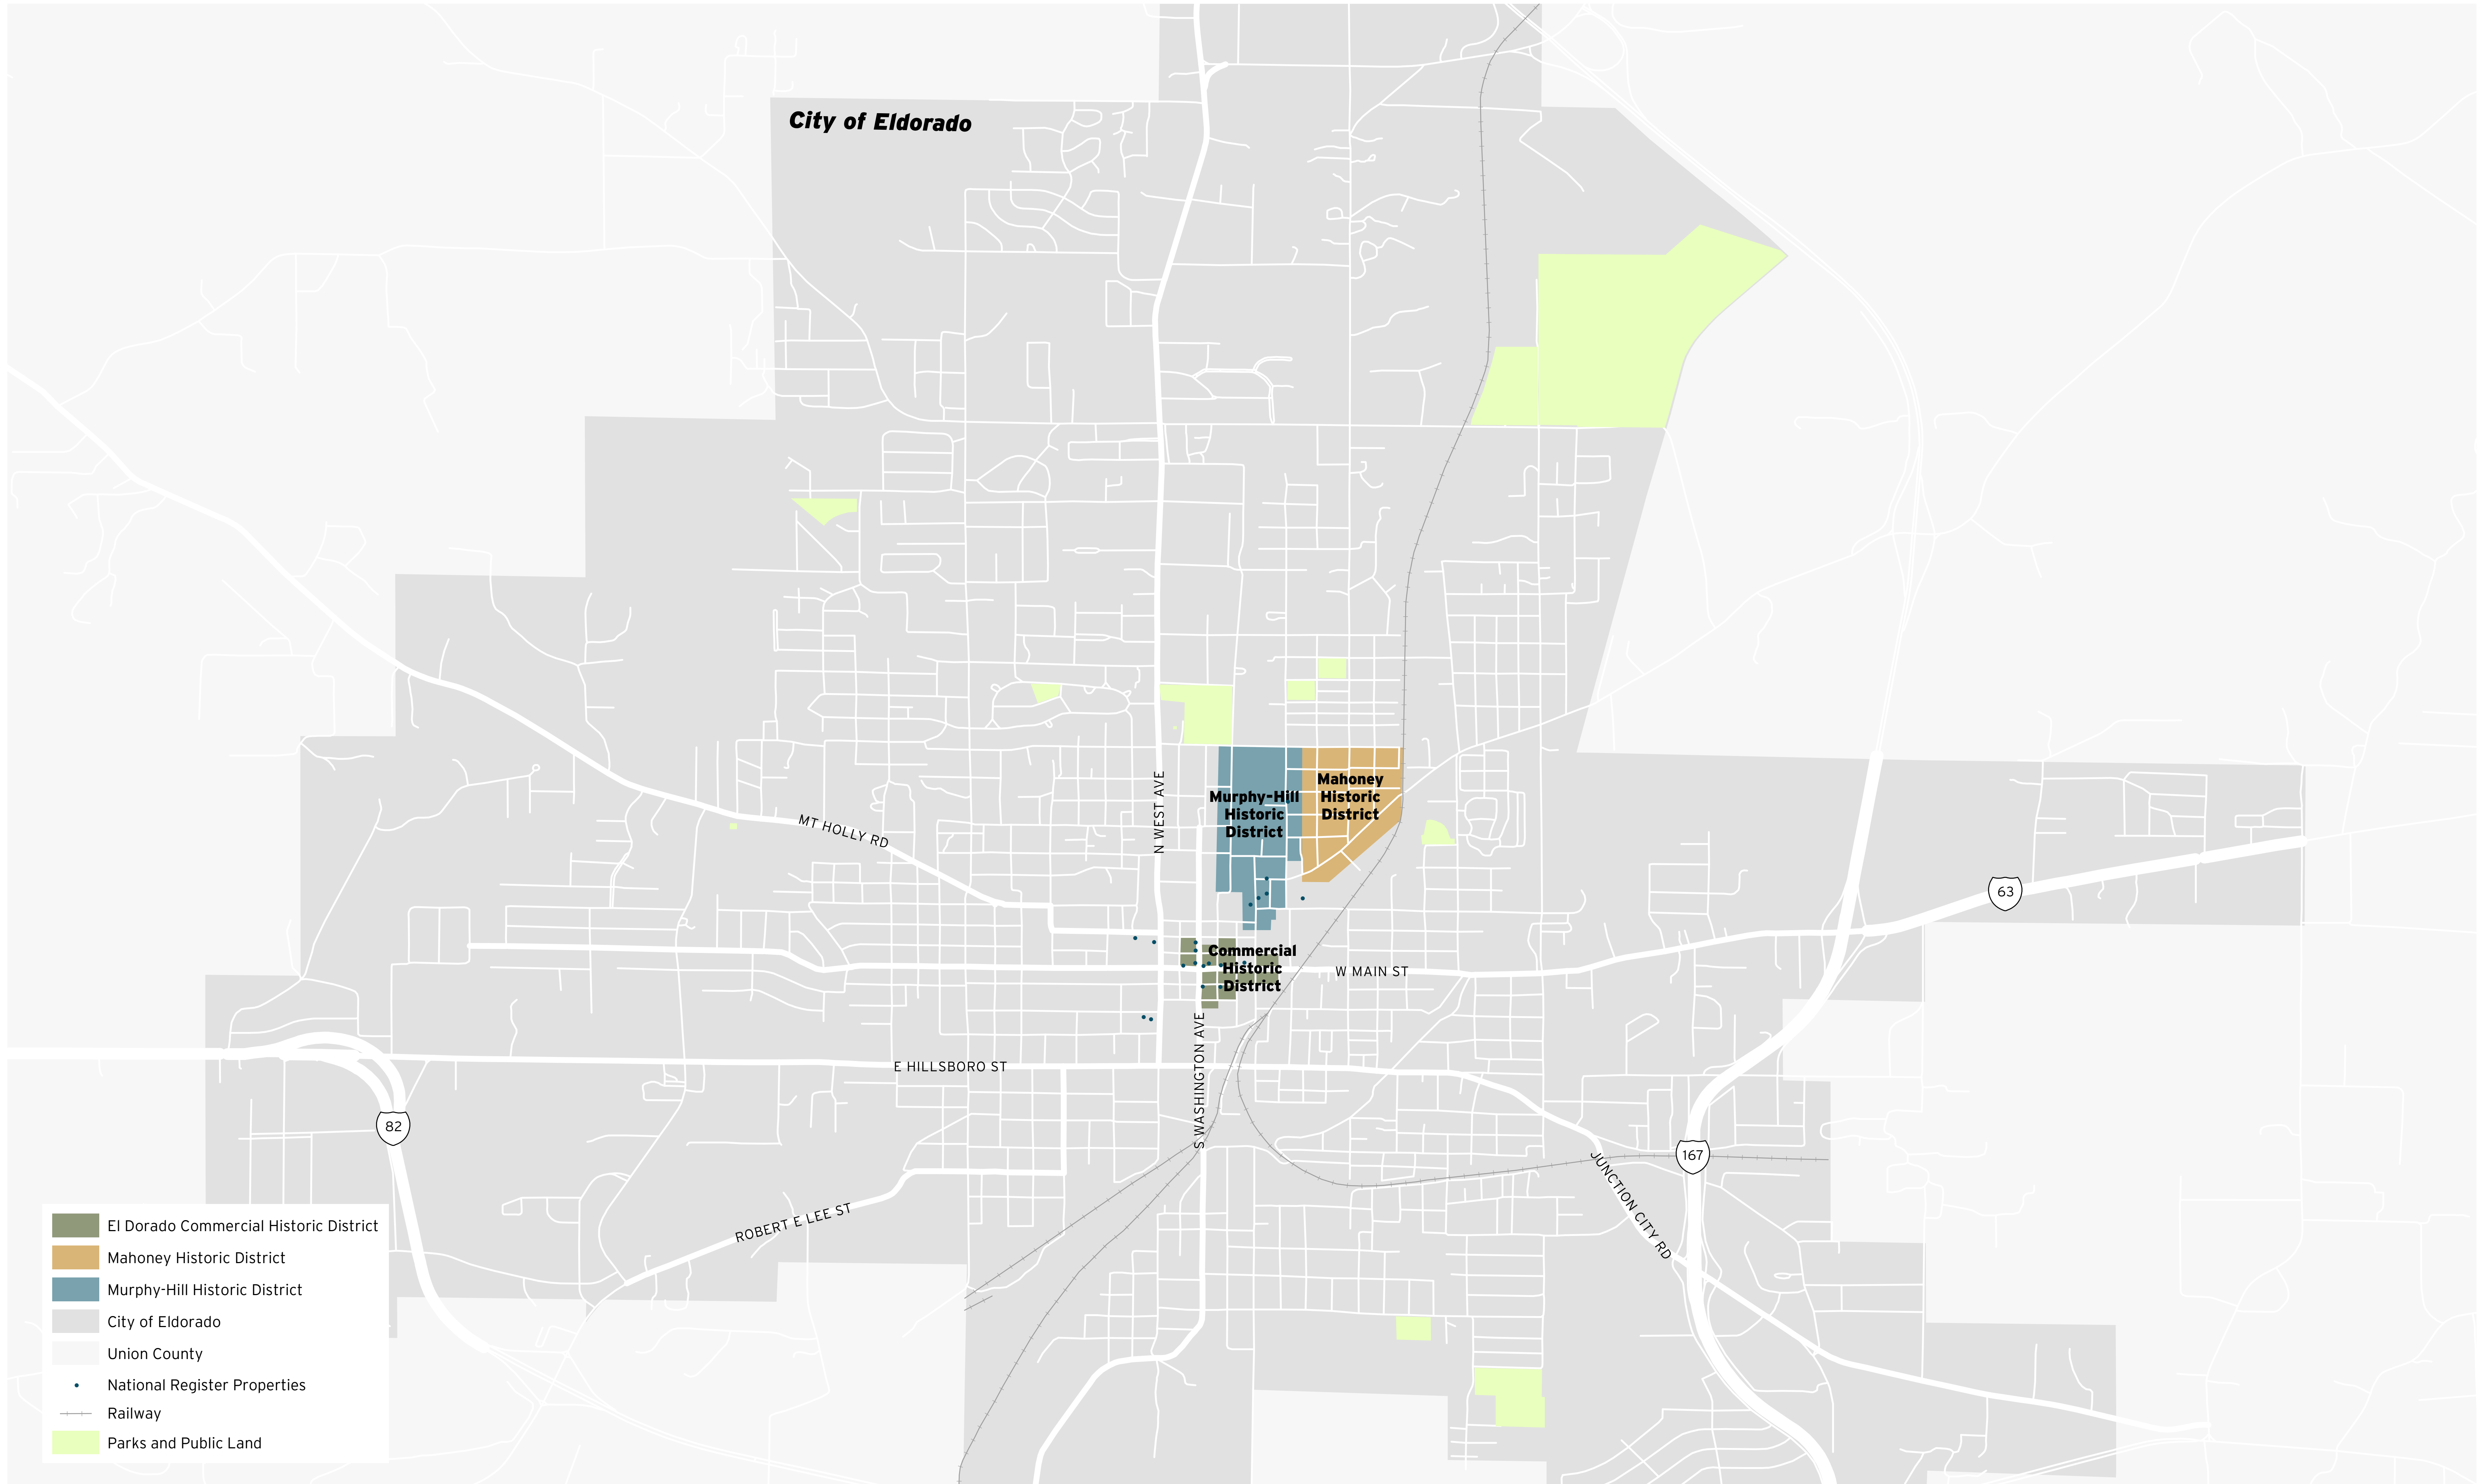 City of Eldorado
N WEST AVE
Mahoney
Historic
District
Murphy-Hill
Historic
District
MT HOLLY RD
63
Commercial
Historic
District
W MAIN ST
S WASHINGTON AVE
E HILLSBORO ST
82
167
JUNCTION CITY RD
ROBERT E LEE ST
El Dorado Commercial Historic District
Mahoney Historic District
Murphy-Hill Historic District
City of Eldorado
Union County
National Register Properties
Railway
Parks and Public Land